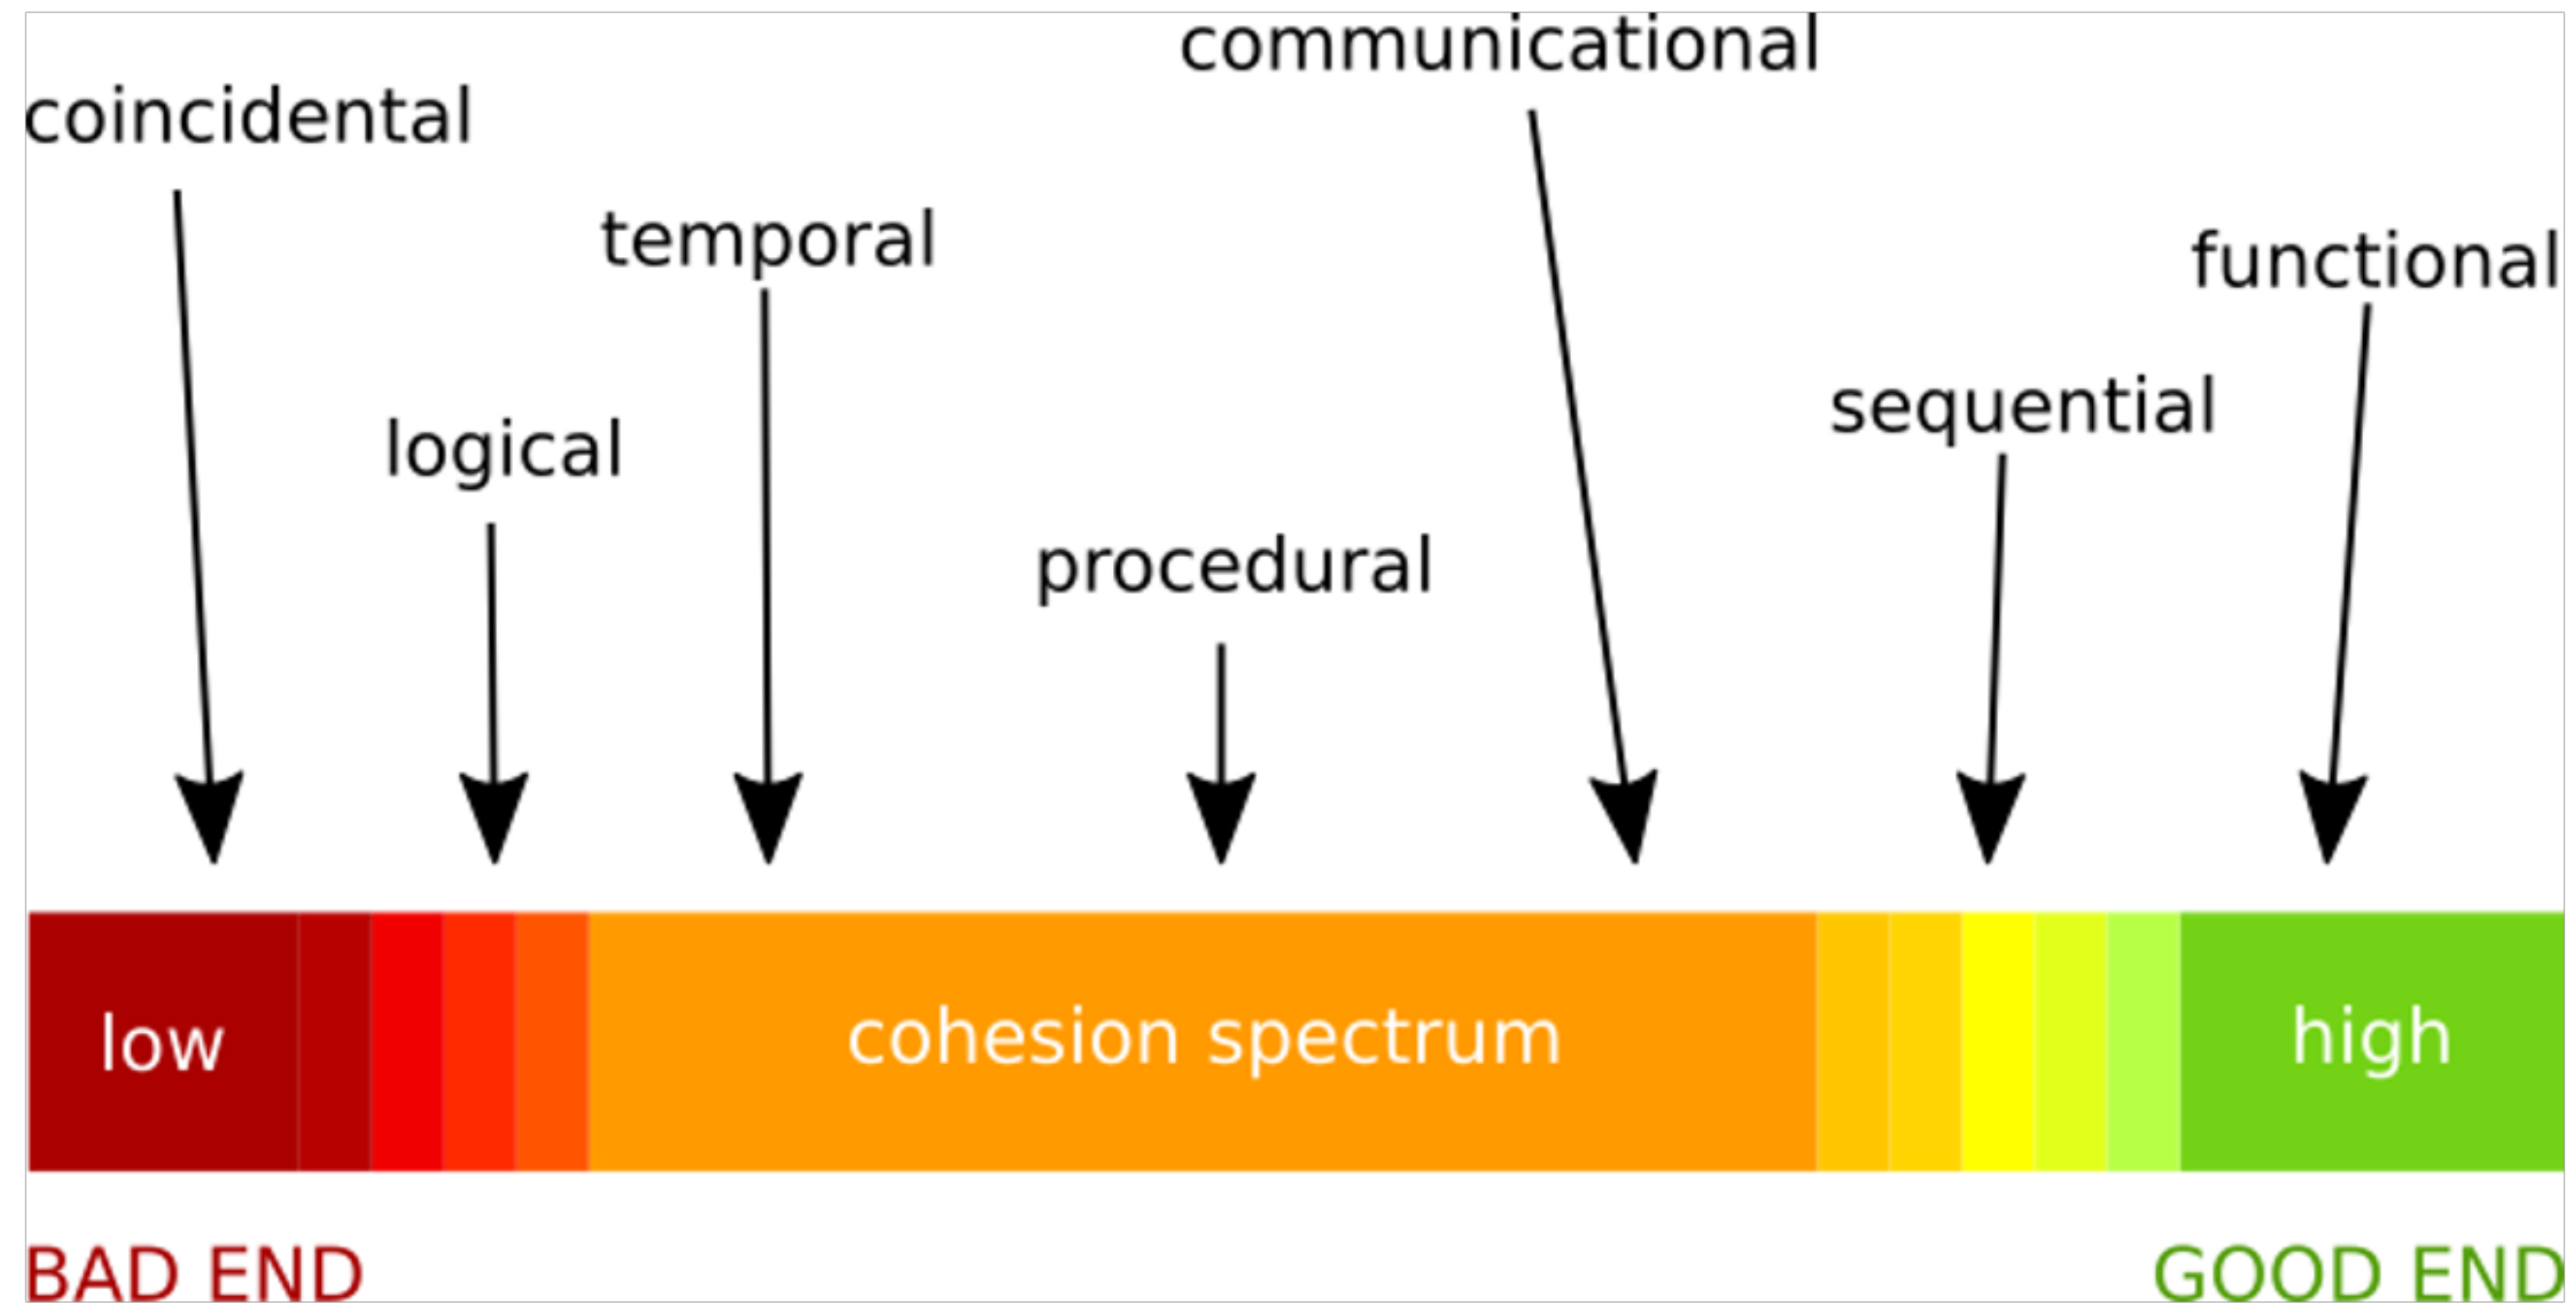 communicational
coincidental
temporal
functional
sequential
logical
procedural
low
cohesion spectrum
high
BAD END
GOOD END